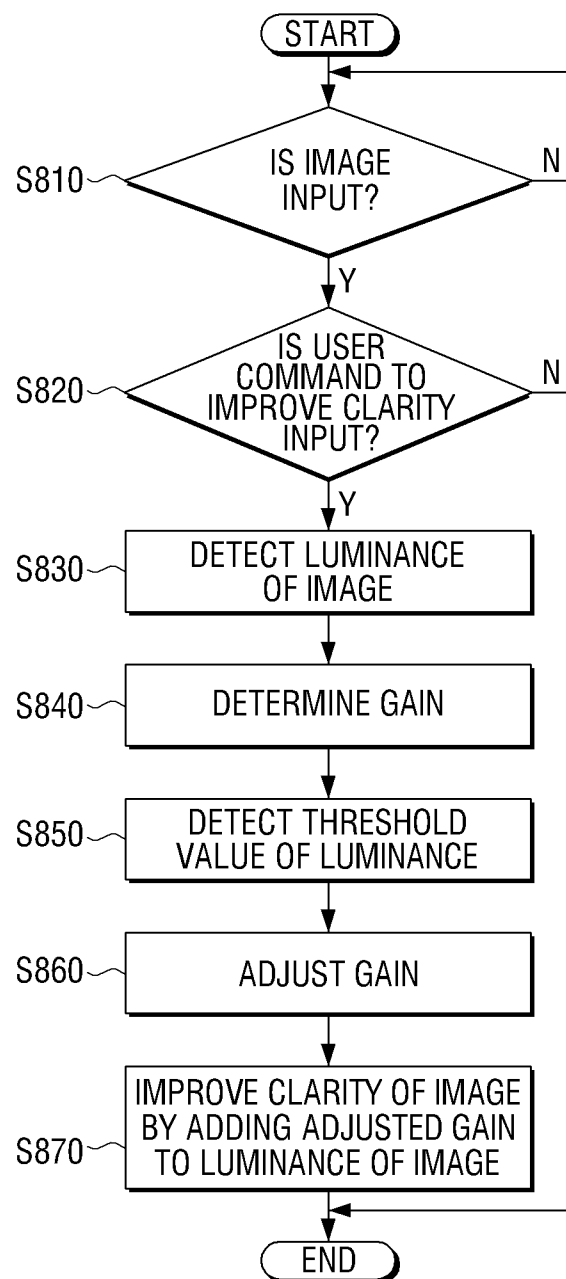 START
S810
IS IMAGE
INPUT?
N
Y
S820
IS USER
COMMAND TO
IMPROVE CLARITY
INPUT?
N
Y
S830
DETECT LUMINANCE
OF IMAGE
S840
DETERMINE GAIN
S850
DETECT THRESHOLD
VALUE OF LUMINANCE
S860
ADJUST GAIN
S870
IMPROVE CLARITY OF IMAGE
BY ADDING ADJUSTED GAIN
TO LUMINANCE OF IMAGE
END